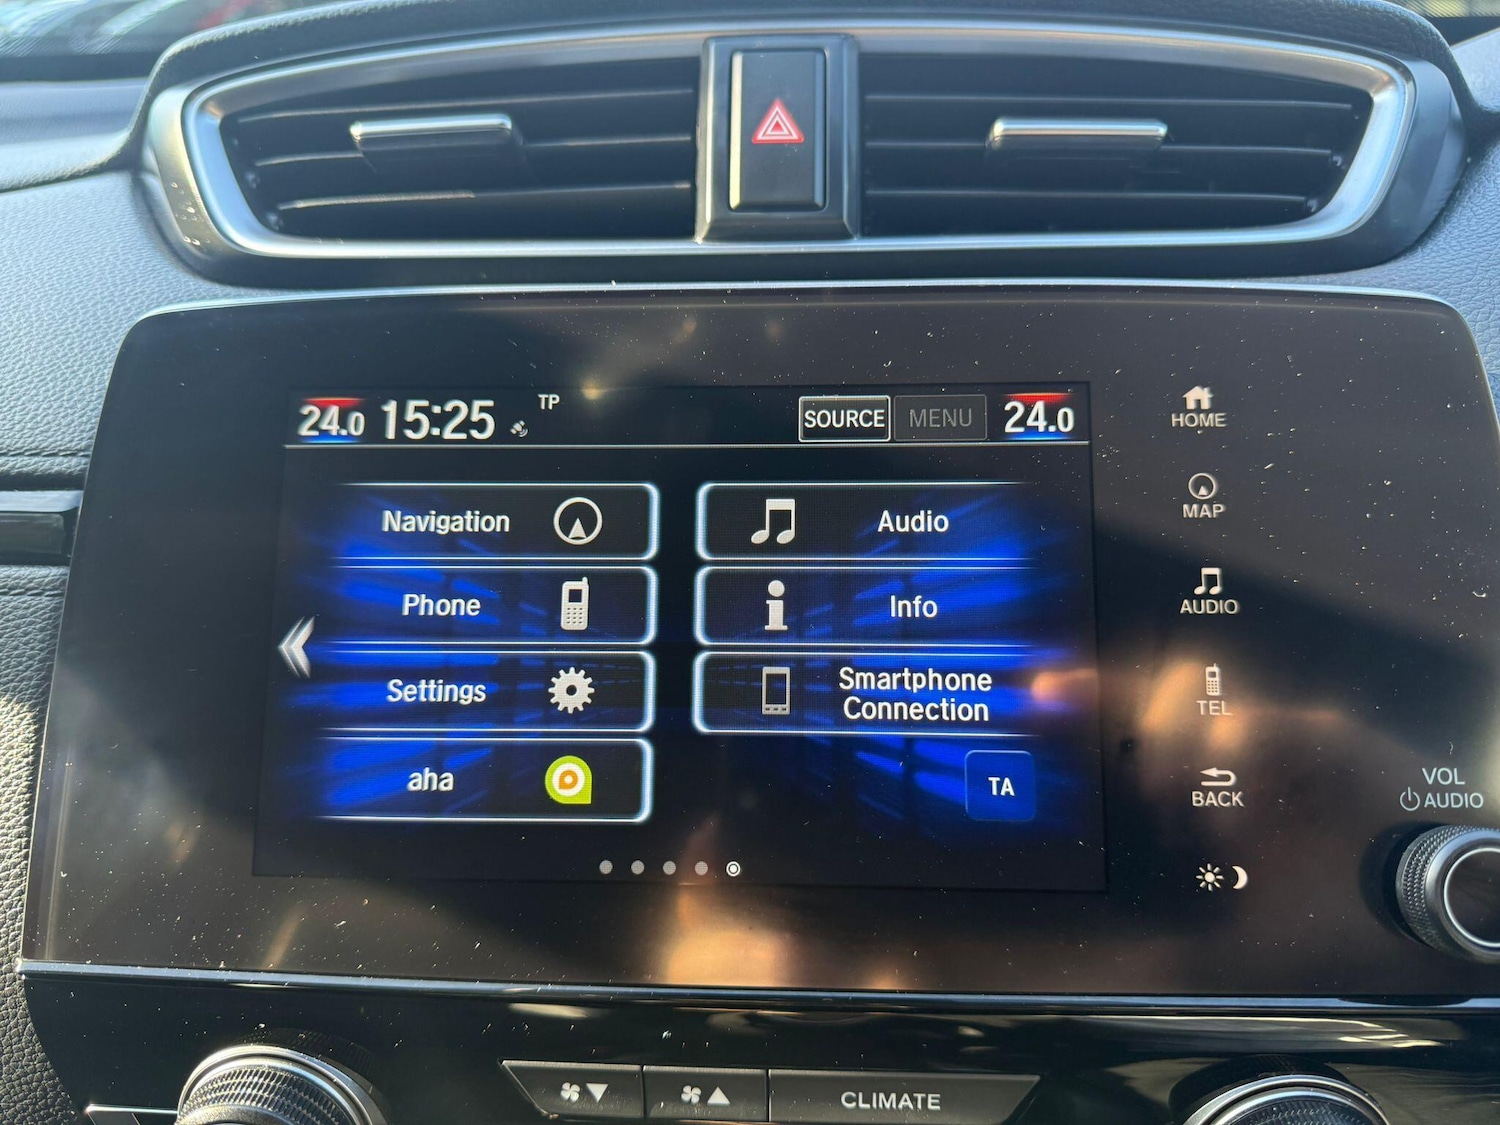 24.0 15:25 TP SOURCE MENU 24.0
HOME
MAP
AUDIO
TEL
BACK
Navigation
Audio
Phone
Info
Settings
Smartphone
Connection
aha
TA
VOL
AUDIO
CLIMATE